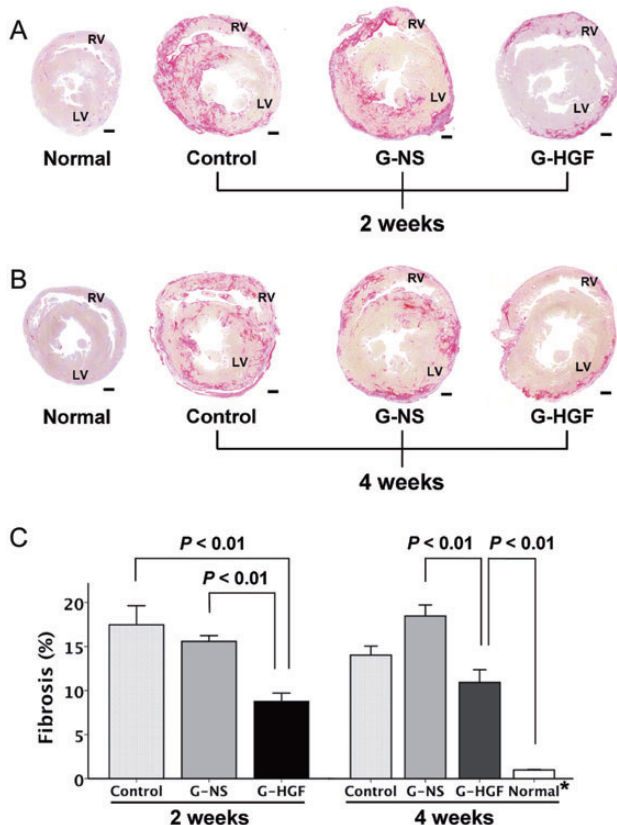 A
RV
LV
Normal
RV
LV
Control
RV
LV
G-NS
RV
LV
G-HGF
2 weeks
B
RV
LV
Normal
RV
LV
Control
RV
LV
G-NS
RV
LV
G-HGF
4 weeks
C
P < 0.01
P < 0.01
P < 0.01
P < 0.01
Fibrosis (%)
20
15
10
5
0
Control G-NS G-HGF Control G-NS G-HGF Normal*
2 weeks 4 weeks